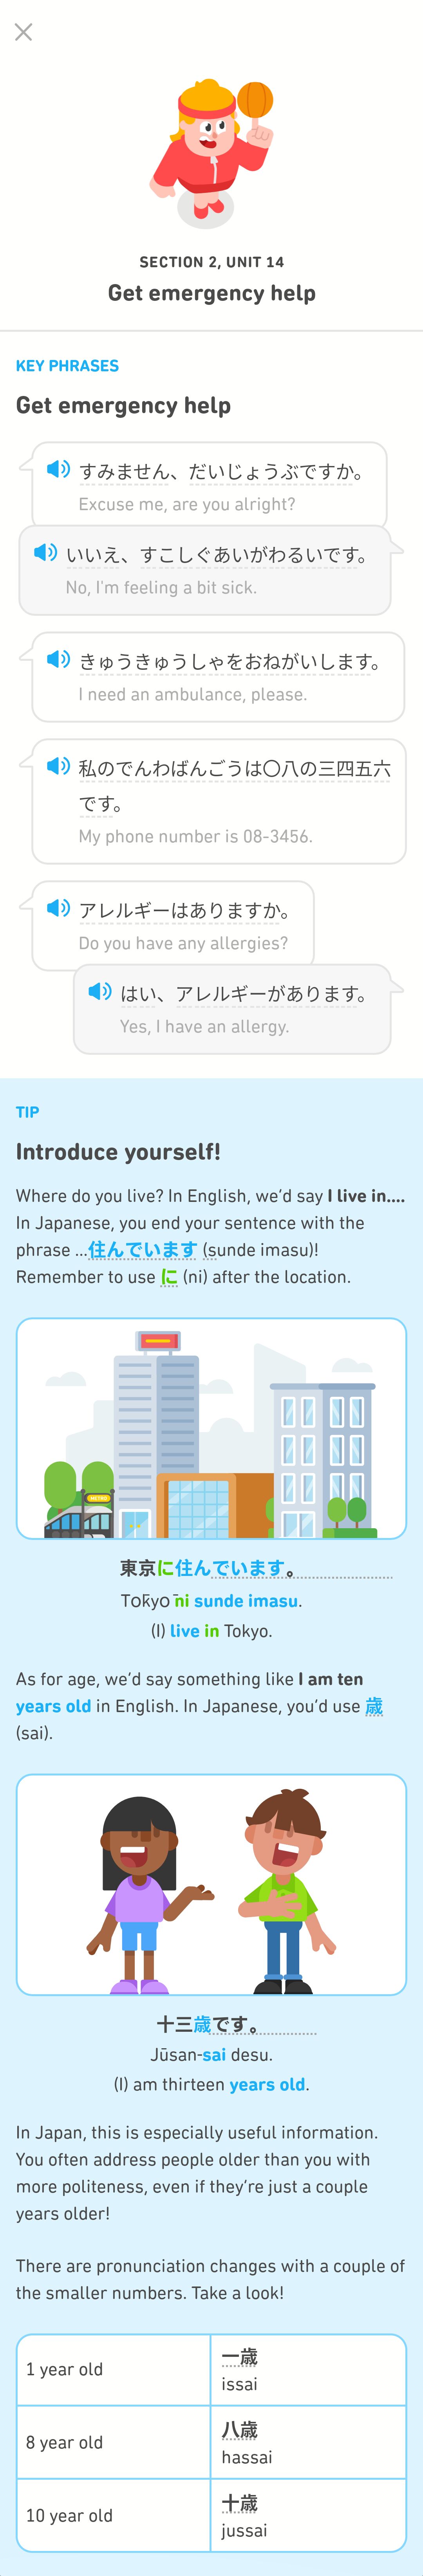 SECTION 2, UNIT 14
Get emergency help
KEY PHRASES
Get emergency help
すみません、だいじょうぶですか。
Excuse me, are you alright?
いいえ、すこしぐあいがわるいです。
No, I'm feeling a bit sick.
きゅうきゅうしゃをおねがいします。
I need an ambulance, please.
私のでんわばんごうは〇八の三四五六
です。
My phone number is 08-3456.
アレルギーはありますか。
Do you have any allergies?
はい、アレルギーがあります。
Yes, I have an allergy.
TIP
Introduce yourself!
Where do you live? In English, we’d say I live in....
In Japanese, you end your sentence with the
phrase ...住んでいます (sunde imasu)!
Remember to use に (ni) after the location.
METRO
東京に住んでいます。
Tōkyō ni sunde imasu.
(I) live in Tokyo.
As for age, we’d say something like I am ten
years old in English. In Japanese, you’d use 歳
(sai).
十三歳です。
Jūsan-sai desu.
(I) am thirteen years old.
In Japan, this is especially useful information.
You often address people older than you with
more politeness, even if they’re just a couple
years older!
There are pronunciation changes with a couple of
the smaller numbers. Take a look!
1 year old
一歳
issai
8 year old
八歳
hassai
10 year old
十歳
jussai